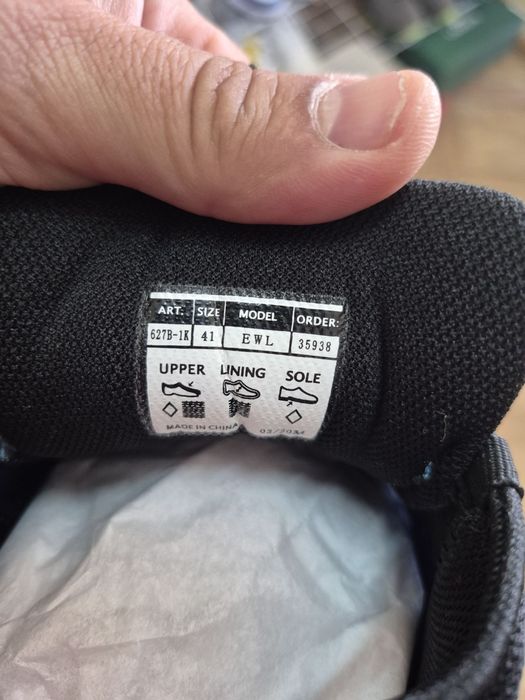 ART. SIZE MODEL ORDER:
627B-1K 41 EWL 35938
UPPER LINING SOLE
MADE IN CHINA